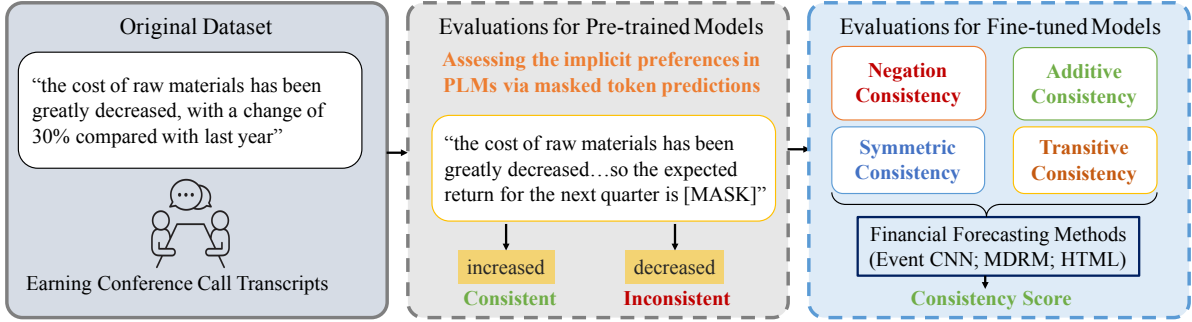 Original Dataset
“the cost of raw materials has been
greatly decreased, with a change of
30% compared with last year”
Earning Conference Call Transcripts
Evaluations for Pre-trained Models
Assessing the implicit preferences in
PLMs via masked token predictions
“the cost of raw materials has been
greatly decreased…so the expected
return for the next quarter is [MASK]”
increased
decreased
Consistent
Inconsistent
Evaluations for Fine-tuned Models
Negation
Consistency
Additive
Consistency
Symmetric
Consistency
Transitive
Consistency
Financial Forecasting Methods
(Event CNN; MDRM; HTML)
Consistency Score